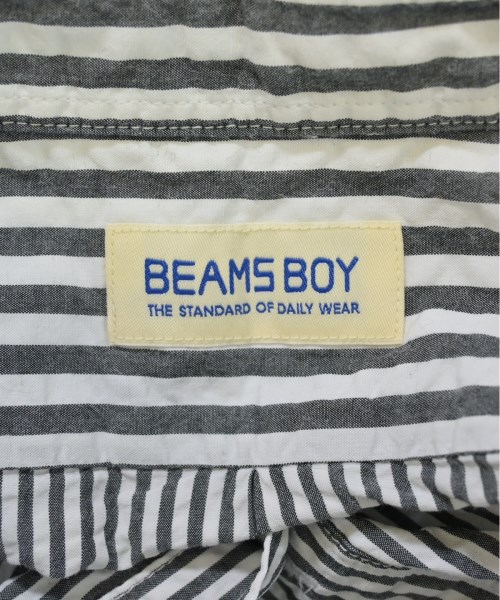 BEAMS BOY
THE STANDARD OF DAILY WEAR